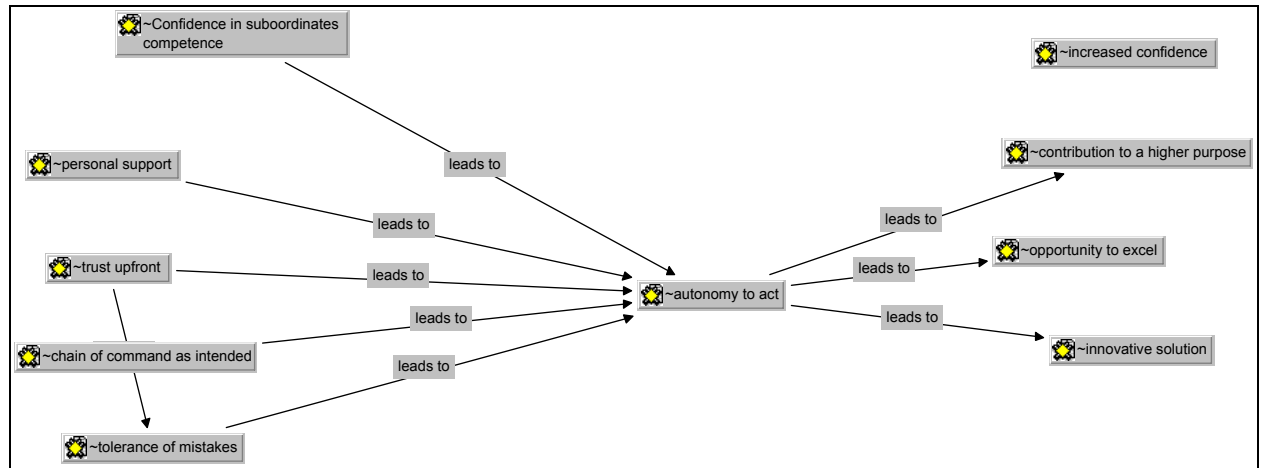 ~Confidence in suboordinates
competence
~increased confidence
~personal support
leads to
~contribution to a higher purpose
leads to
leads to
~trust upfront
leads to
~opportunity to excel
leads to
~autonomy to act
leads to
leads to
~chain of command as intended
~innovative solution
leads to
~tolerance of mistakes